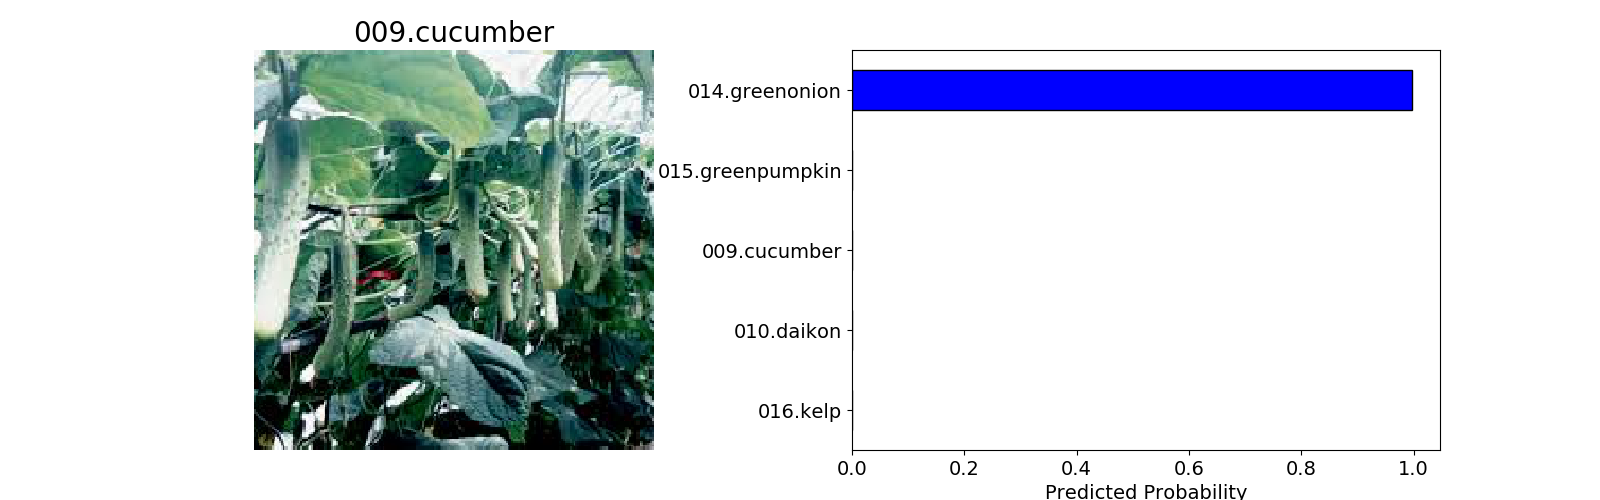 009.cucumber
014.greenonion
015.greenpumpkin
009.cucumber
010.daikon
016.kelp
0.0 0.2 0.4 0.6 0.8 1.0
Predicted Probability